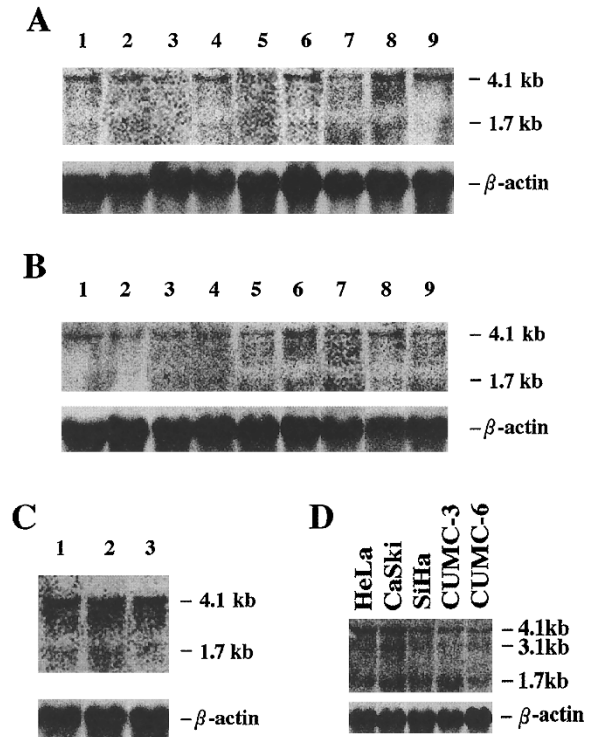 A
1 2 3 4 5 6 7 8 9
– 4.1 kb
– 1.7 kb
– β-actin
B
1 2 3 4 5 6 7 8 9
– 4.1 kb
– 1.7 kb
– β-actin
C
1 2 3
– 4.1 kb
– 1.7 kb
– β-actin
D
HeLa CaSki SiHa CUMC-3 CUMC-6
– 4.1kb
– 3.1kb
– 1.7kb
– β-actin